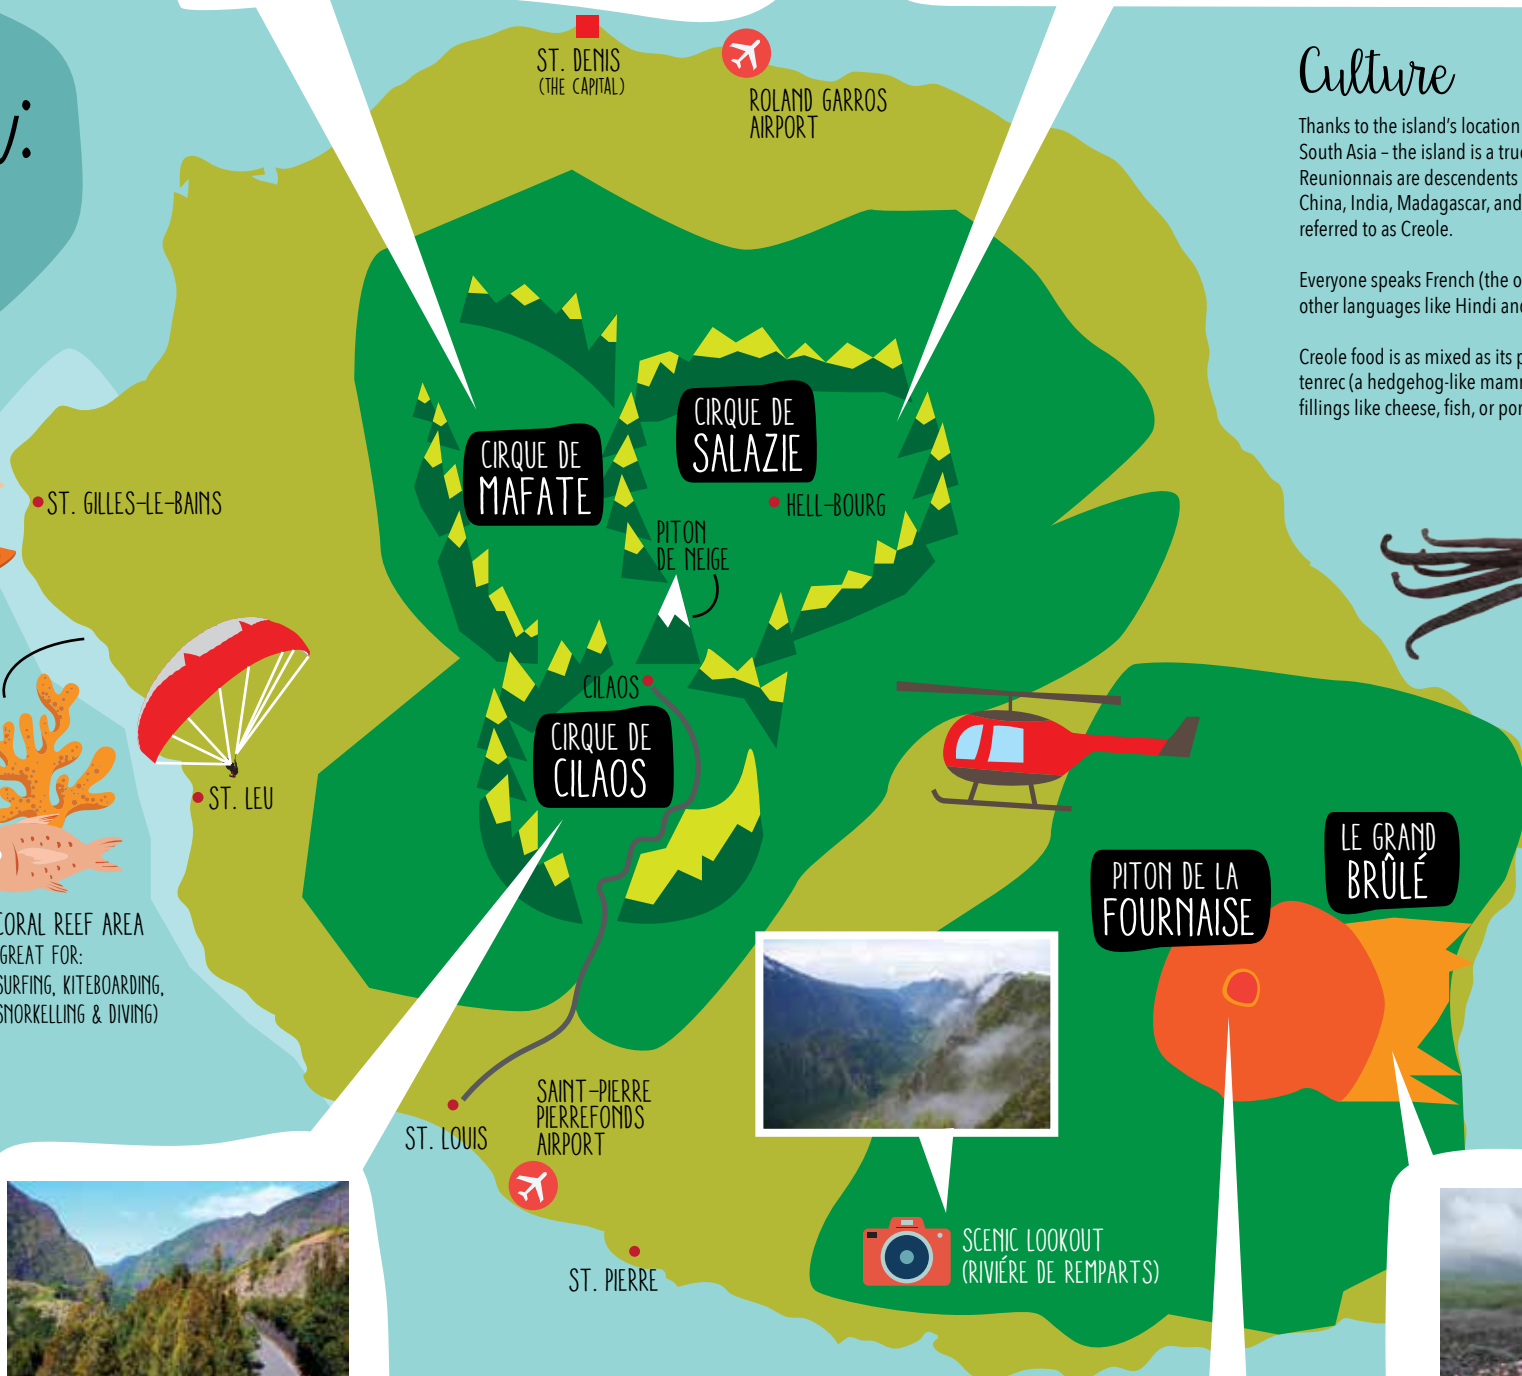 ST. DENIS
(THE CAPITAL)
ROLAND GARROS
AIRPORT
Culture
Thanks to the island's location
South Asia – the island is a true
Reunionnais are descendents
China, India, Madagascar, and
referred to as Creole.
Everyone speaks French (the o
other languages like Hindi and
Creole food is as mixed as its p
tenrec (a hedgehog-like mamm
fillings like cheese, fish, or por
CIRQUE DE
SALAZIE
CIRQUE DE
MAFATE
ST. GILLES-LE-BAINS
HELL-BOURG
PITON
DE NEIGE
CILAOS
CIRQUE DE
CILAOS
ST. LEU
LE GRAND
BRÛLÉ
PITON DE LA
FOURNAISE
CORAL REEF AREA
GREAT FOR:
SURFING, KITEBOARDING,
SNORKELLING & DIVING)
SAINT-PIERRE
PIERREFONDS
AIRPORT
ST. LOUIS
ST. PIERRE
SCENIC LOOKOUT
(RIVIÉRE DE REMPARTS)